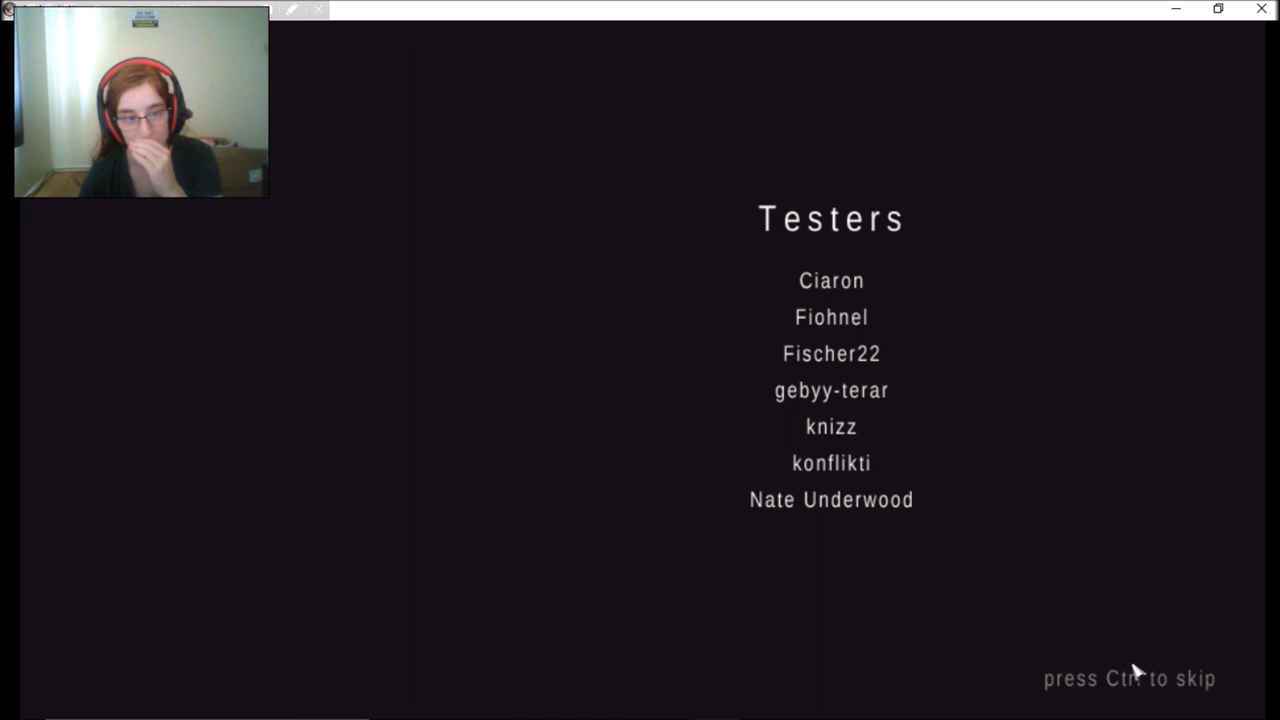 Testers
Ciaron
Fiohnel
Fischer22
gebyy-terar
knizz
konflikti
Nate Underwood
press Ctrl to skip